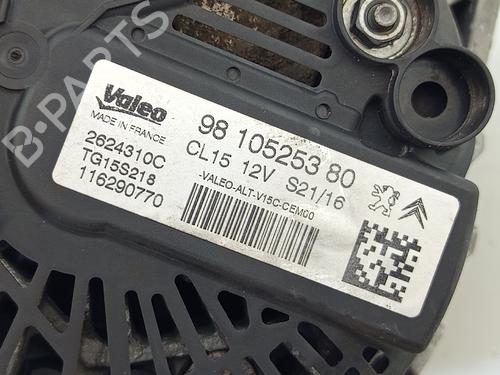 Valeo
MADE IN FRANCE
98 105253 80
2624310C
CL15 12V S21/16
TG15S218
116290770
-VALEO-ALT-V15C-CEM00
B-PARTS